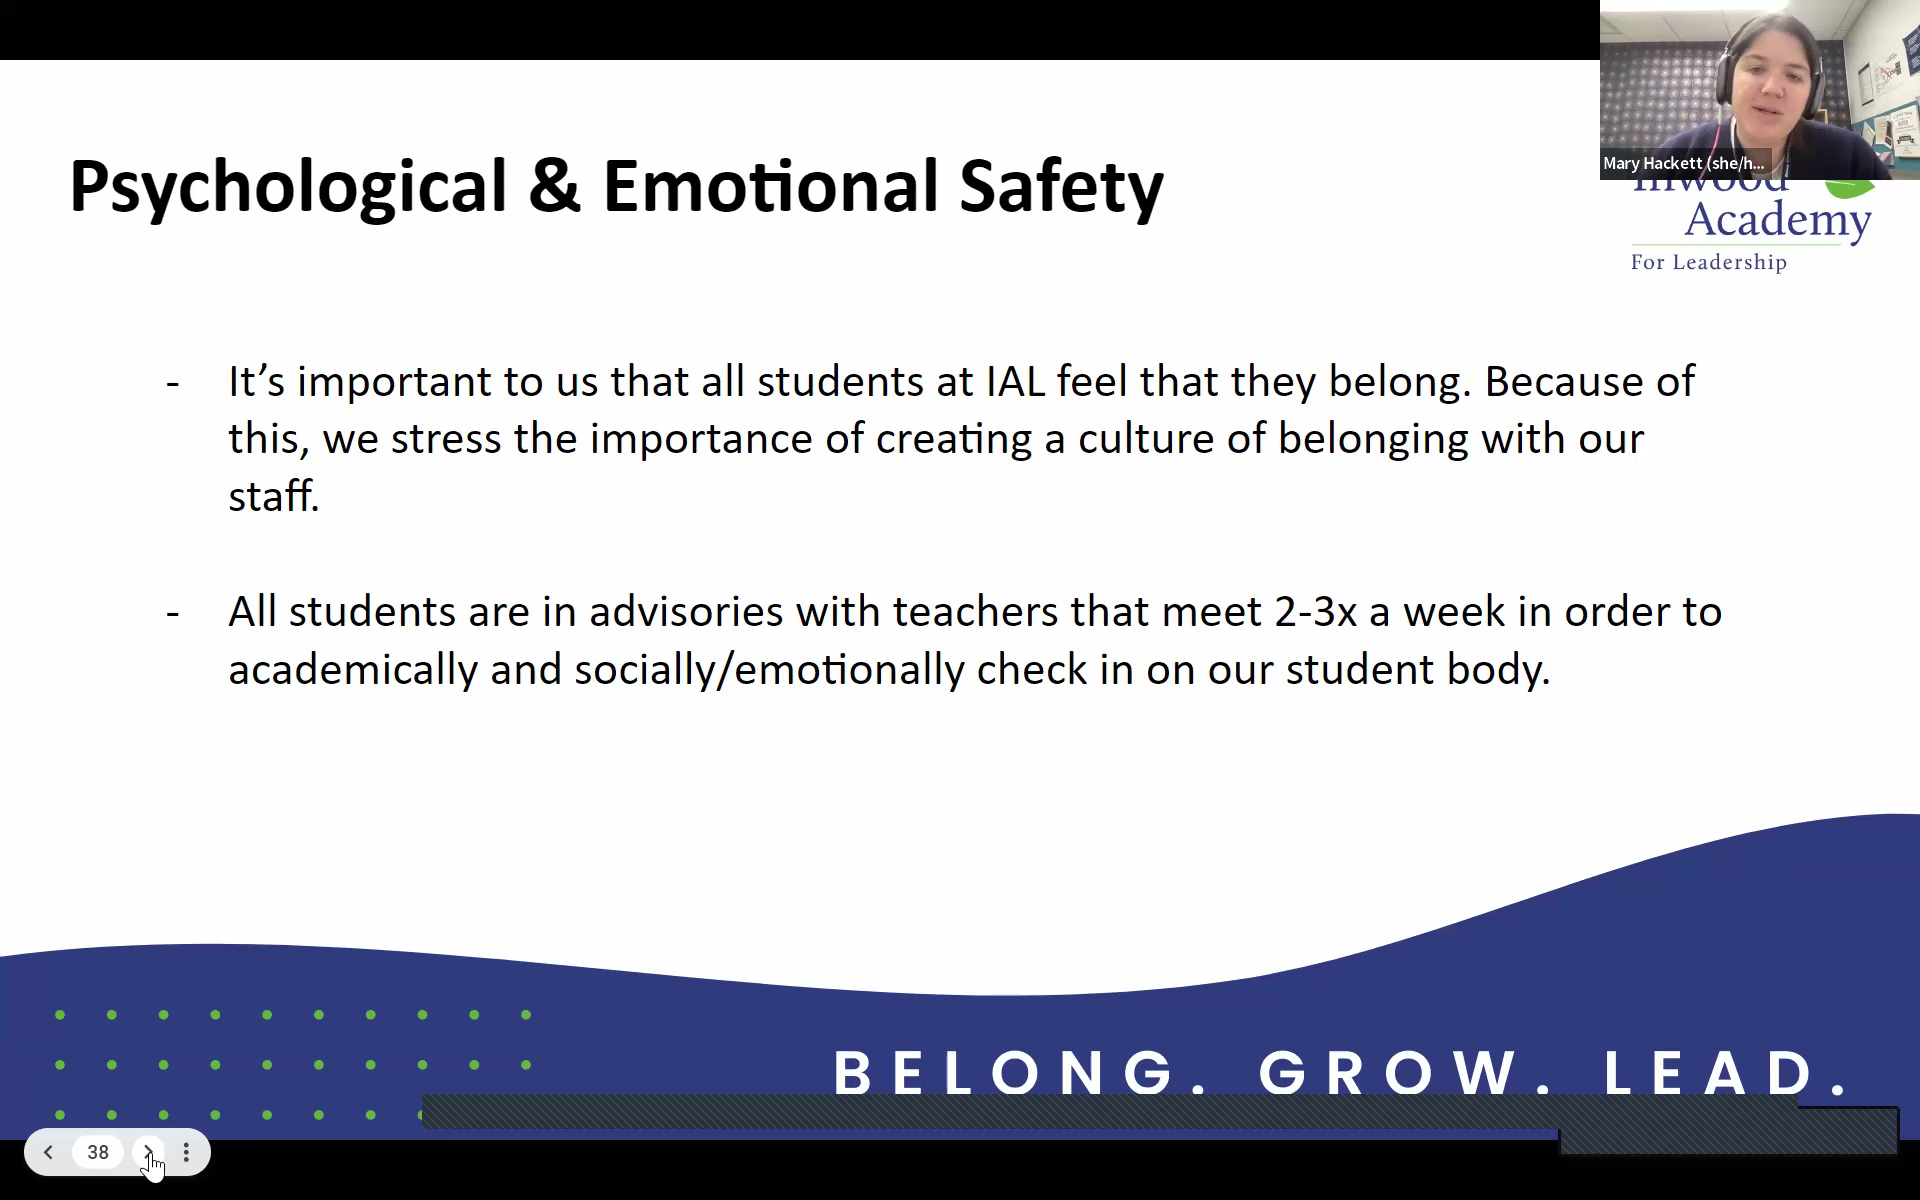 Mary Hackett (she/h...
Psychological & Emotional Safety
Inwood
Academy
For Leadership
- It’s important to us that all students at IAL feel that they belong. Because of
this, we stress the importance of creating a culture of belonging with our
staff.
- All students are in advisories with teachers that meet 2-3x a week in order to
academically and socially/emotionally check in on our student body.
BELONG. GROW. LEAD.
38